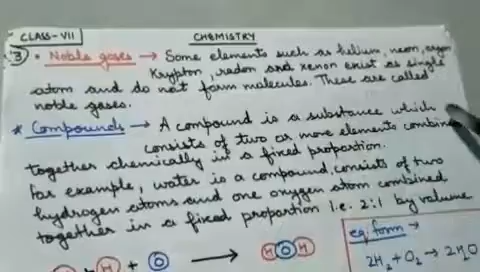 CLASS-VII
CHEMISTRY
3 • Noble gases → Some elements such as helium, neon, argon
Krypton, radon and xenon exist as single
atom and do not form molecules. These are called
noble gases.
* Compounds → A compound is a substance which
consists of two or more elements combine
together chemically in a fixed proportion.
for example, water is a compound, consists of two
hydrogen atoms and one oxygen atom combined
together in a fixed proportion i.e. 2:1 by volume
eq. form →
2H₂ + O₂ → 2H₂O
H + H + O → H O H